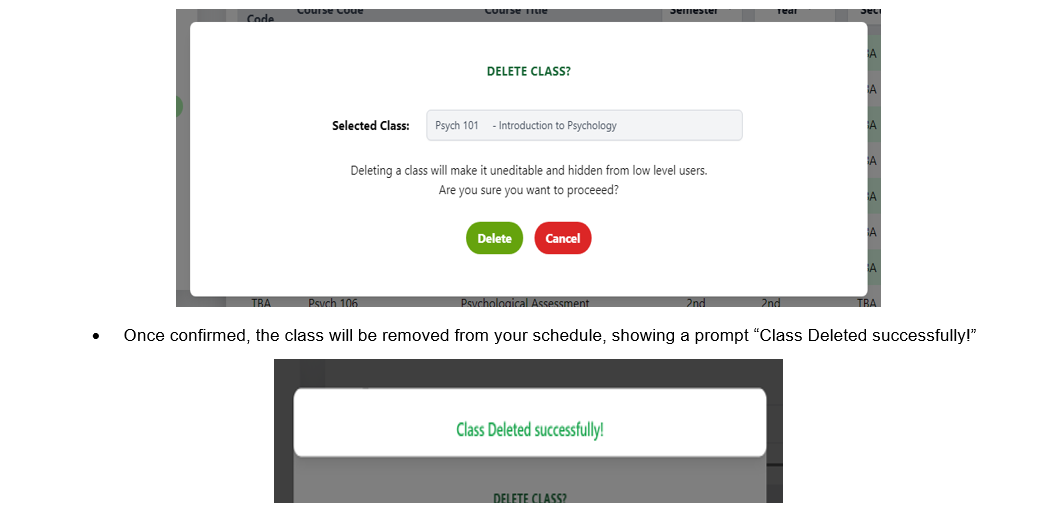 Code Course Code Course Title Semester Year
DELETE CLASS?
Selected Class: Psych 101 - Introduction to Psychology
Deleting a class will make it uneditable and hidden from low level users.
Are you sure you want to proceeed?
Delete Cancel
TBA Psych 106 Psychological Assessment 2nd 2nd TBA
• Once confirmed, the class will be removed from your schedule, showing a prompt “Class Deleted successfully!”
Class Deleted successfully!
DELETE CLASS?